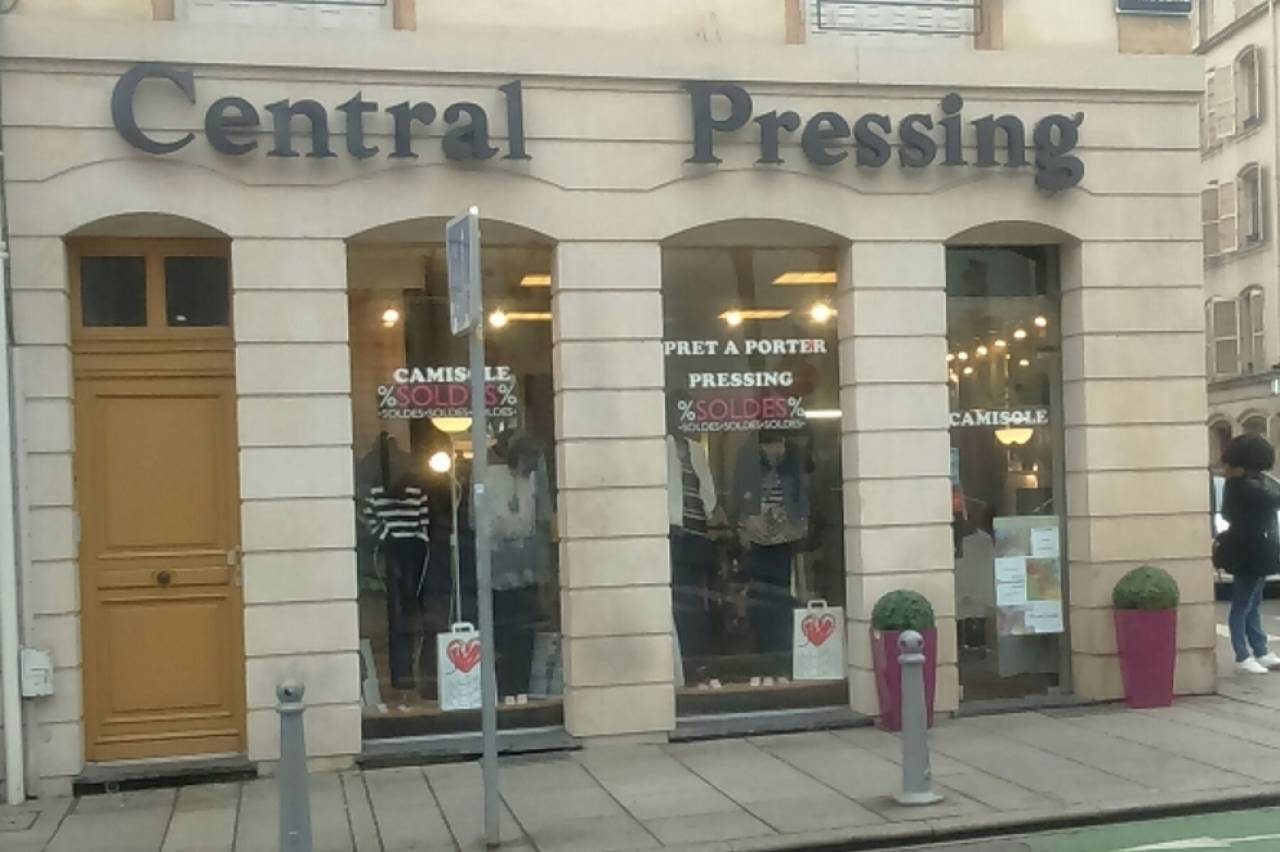 Central Pressing
CAMISOLE
%SOLDES%
•SOLDES•SOLDES•SOLDES•
PRET A PORTER
PRESSING
%SOLDES%
•SOLDES•SOLDES•SOLDES•
CAMISOLE